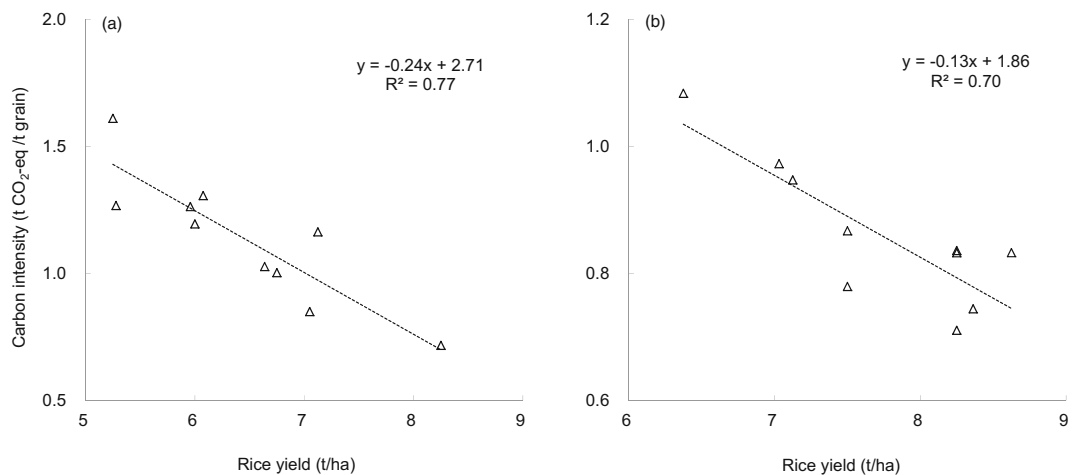 (a)
y = -0.24x + 2.71
R² = 0.77
2.0
1.5
1.0
0.5
5 6 7 8 9
Rice yield (t/ha)
Carbon intensity (t CO₂-eq /t grain)
(b)
y = -0.13x + 1.86
R² = 0.70
1.2
1.0
0.8
0.6
6 7 8 9
Rice yield (t/ha)